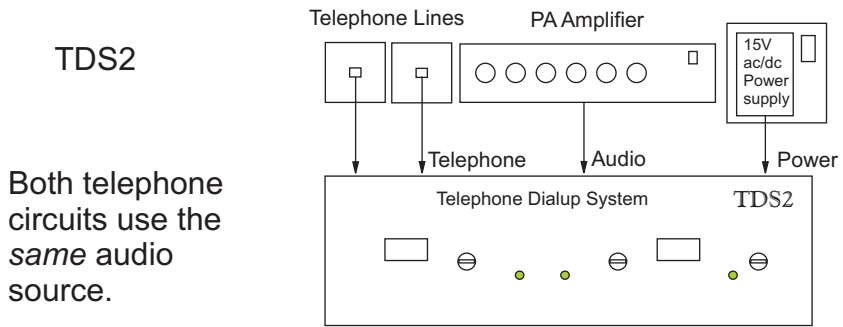 TDS2
Both telephone
circuits use the
same audio
source.
Telephone Lines
PA Amplifier
15V
ac/dc
Power
supply
Telephone
Audio
Power
Telephone Dialup System
TDS2